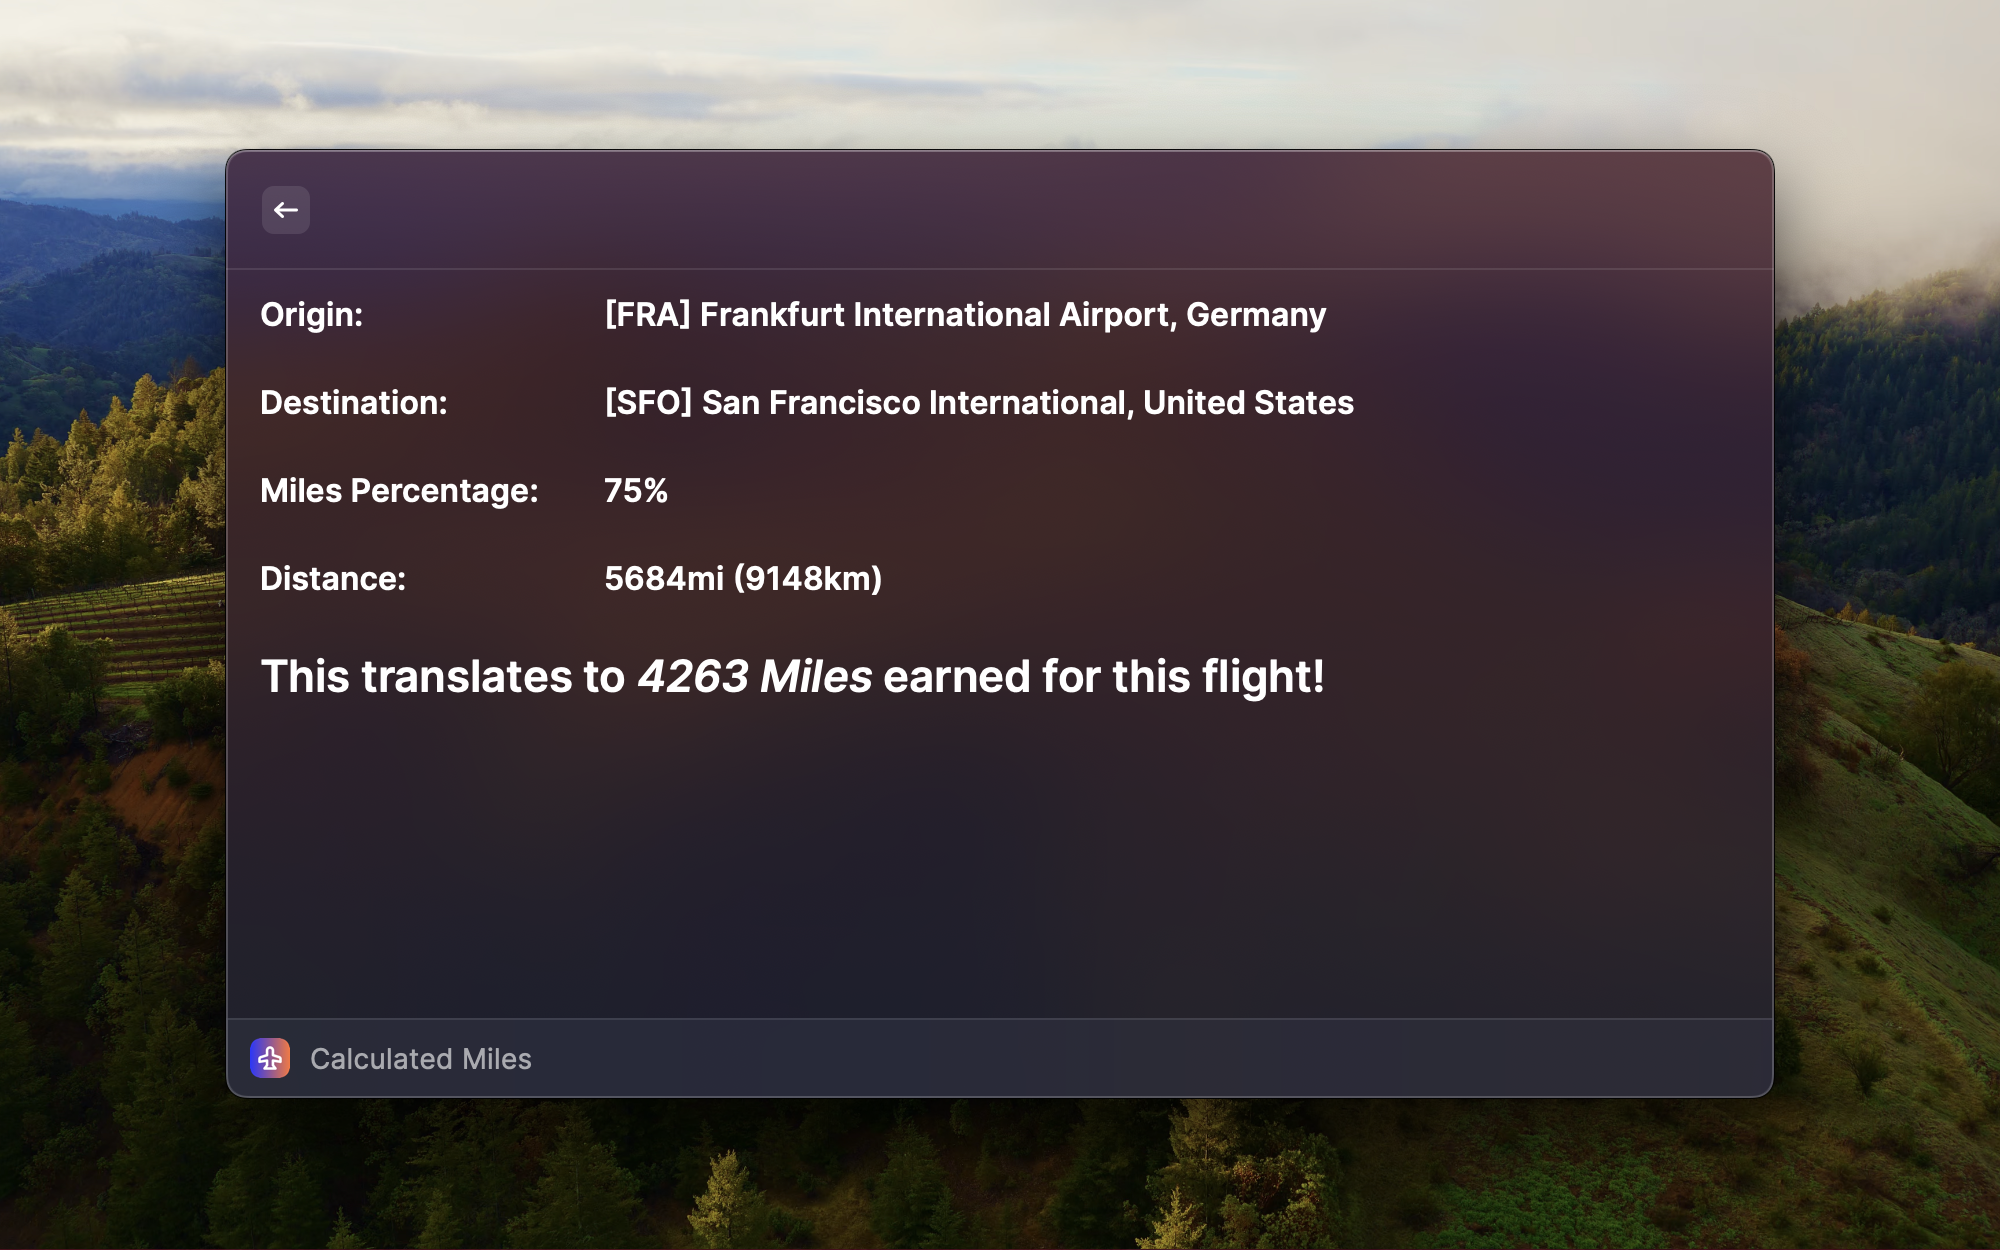 Origin: [FRA] Frankfurt International Airport, Germany
Destination: [SFO] San Francisco International, United States
Miles Percentage: 75%
Distance: 5684mi (9148km)
This translates to 4263 Miles earned for this flight!
Calculated Miles